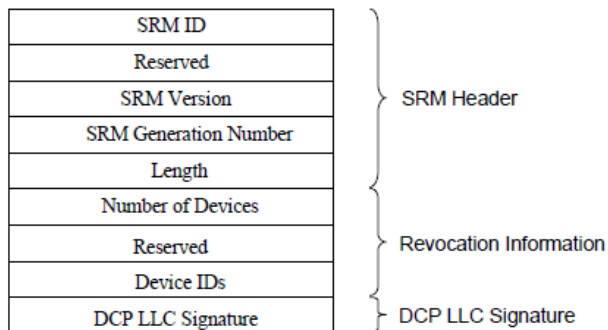 SRM ID
Reserved
SRM Version
SRM Generation Number
Length
SRM Header
Number of Devices
Reserved
Device IDs
Revocation Information
DCP LLC Signature
DCP LLC Signature